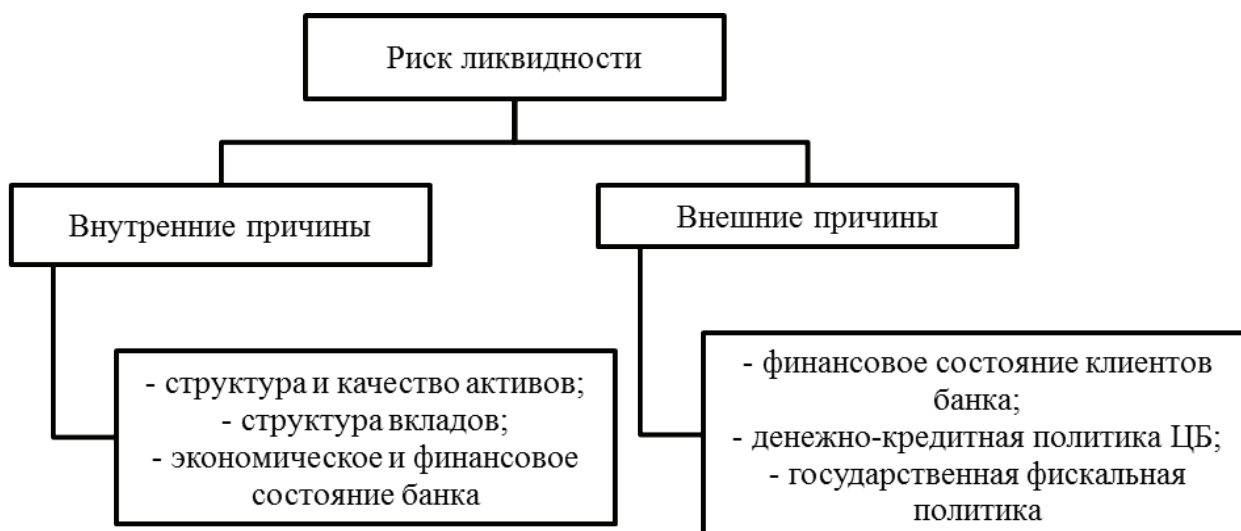 Риск ликвидности
Внутренние причины
Внешние причины
- структура и качество активов;
- структура вкладов;
- экономическое и финансовое
состояние банка
- финансовое состояние клиентов
банка;
- денежно-кредитная политика ЦБ;
- государственная фискальная
политика